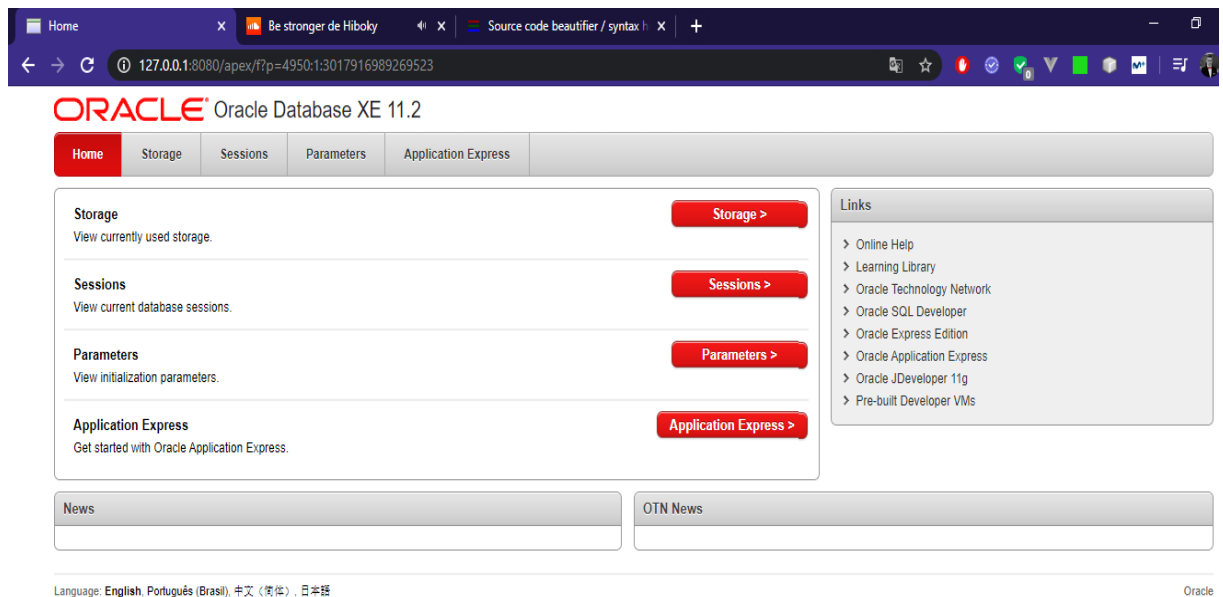 Home
Be stronger de Hiboky
Source code beautifier / syntax h
127.0.0.1:8080/apex/f?p=4950:1:3017916989269523
ORACLE Oracle Database XE 11.2
Home Storage Sessions Parameters Application Express
Storage
View currently used storage.
Storage >
Sessions
View current database sessions.
Sessions >
Parameters
View initialization parameters.
Parameters >
Application Express
Get started with Oracle Application Express.
Application Express >
Links
> Online Help
> Learning Library
> Oracle Technology Network
> Oracle SQL Developer
> Oracle Express Edition
> Oracle Application Express
> Oracle JDeveloper 11g
> Pre-built Developer VMs
News
OTN News
Language: English, Português (Brasil), 中文（简体）, 日本語
Oracle